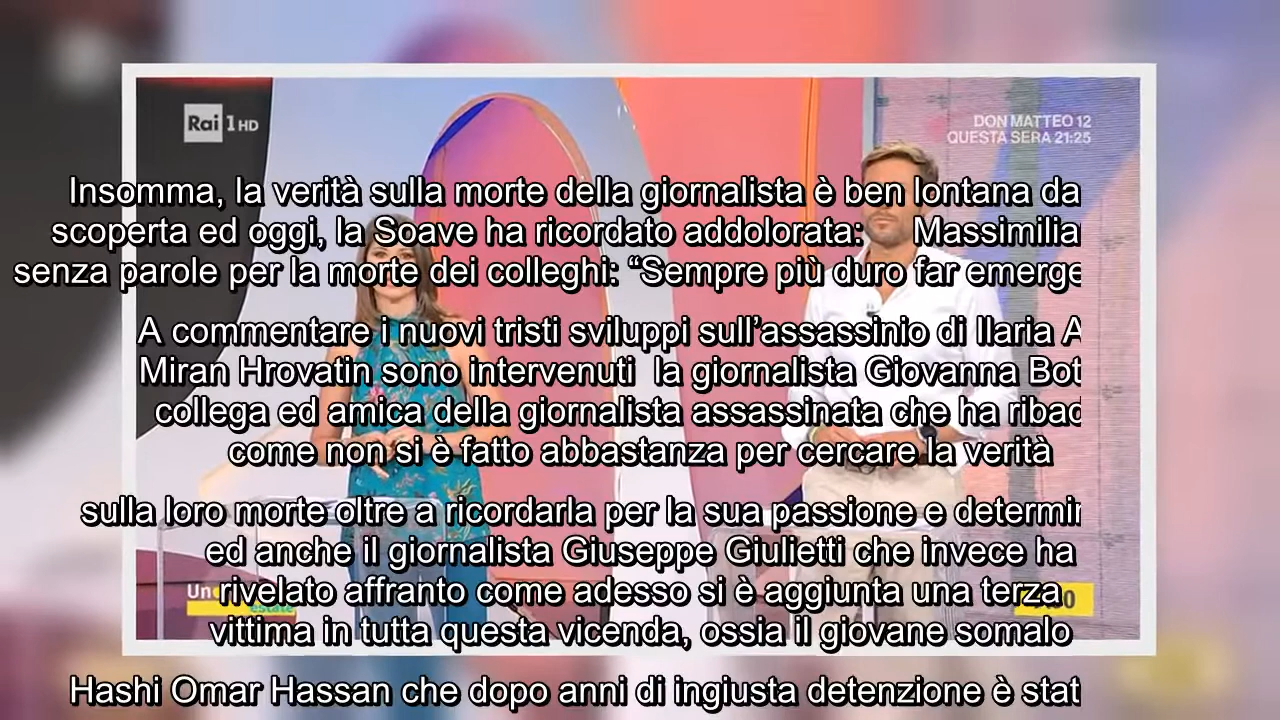 Rai 1 HD
DON MATTEO 12
QUESTA SERA 21:25
Insomma, la verità sulla morte della giornalista è ben lontana da
scoperta ed oggi, la Soave ha ricordato addolorata: Massimilia
senza parole per la morte dei colleghi: “Sempre più duro far emerge
A commentare i nuovi tristi sviluppi sull’assassinio di Ilaria A
Miran Hrovatin sono intervenuti la giornalista Giovanna Bot
collega ed amica della giornalista assassinata che ha ribad
come non si è fatto abbastanza per cercare la verità
sulla loro morte oltre a ricordarla per la sua passione e determin
ed anche il giornalista Giuseppe Giulietti che invece ha
rivelato affranto come adesso si è aggiunta una terza
vittima in tutta questa vicenda, ossia il giovane somalo
Hashi Omar Hassan che dopo anni di ingiusta detenzione è stat
estate